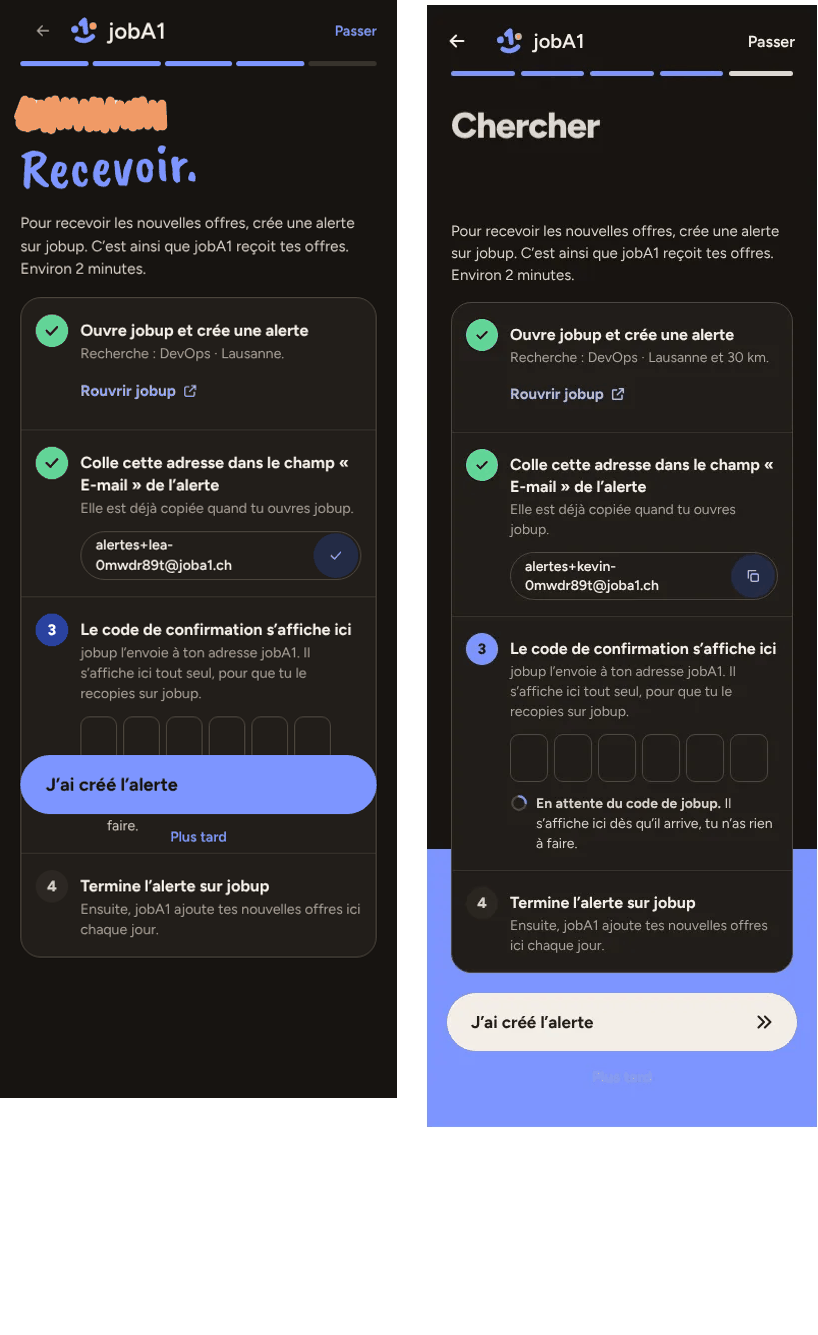 jobA1
Passer
Recevoir.
Pour recevoir les nouvelles offres, crée une alerte
sur jobup. C’est ainsi que jobA1 reçoit tes offres.
Environ 2 minutes.
Ouvre jobup et crée une alerte
Recherche : DevOps · Lausanne.
Rouvrir jobup
Colle cette adresse dans le champ «
E-mail » de l’alerte
Elle est déjà copiée quand tu ouvres jobup.
alertes+lea-
0mwdr89t@joba1.ch
3
Le code de confirmation s’affiche ici
jobup l’envoie à ton adresse jobA1. Il
s’affiche ici tout seul, pour que tu le
recopies sur jobup.
J’ai créé l’alerte
faire.
Plus tard
4
Termine l’alerte sur jobup
Ensuite, jobA1 ajoute tes nouvelles offres ici
chaque jour.
jobA1
Passer
Chercher
Pour recevoir les nouvelles offres, crée une alerte
sur jobup. C’est ainsi que jobA1 reçoit tes offres.
Environ 2 minutes.
Ouvre jobup et crée une alerte
Recherche : DevOps · Lausanne et 30 km.
Rouvrir jobup
Colle cette adresse dans le champ «
E-mail » de l’alerte
Elle est déjà copiée quand tu ouvres
jobup.
alertes+kevin-
0mwdr89t@joba1.ch
3
Le code de confirmation s’affiche ici
jobup l’envoie à ton adresse jobA1. Il
s’affiche ici tout seul, pour que tu le
recopies sur jobup.
En attente du code de jobup. Il
s’affiche ici dès qu’il arrive, tu n’as rien
à faire.
4
Termine l’alerte sur jobup
Ensuite, jobA1 ajoute tes nouvelles offres
ici chaque jour.
J’ai créé l’alerte
Plus tard